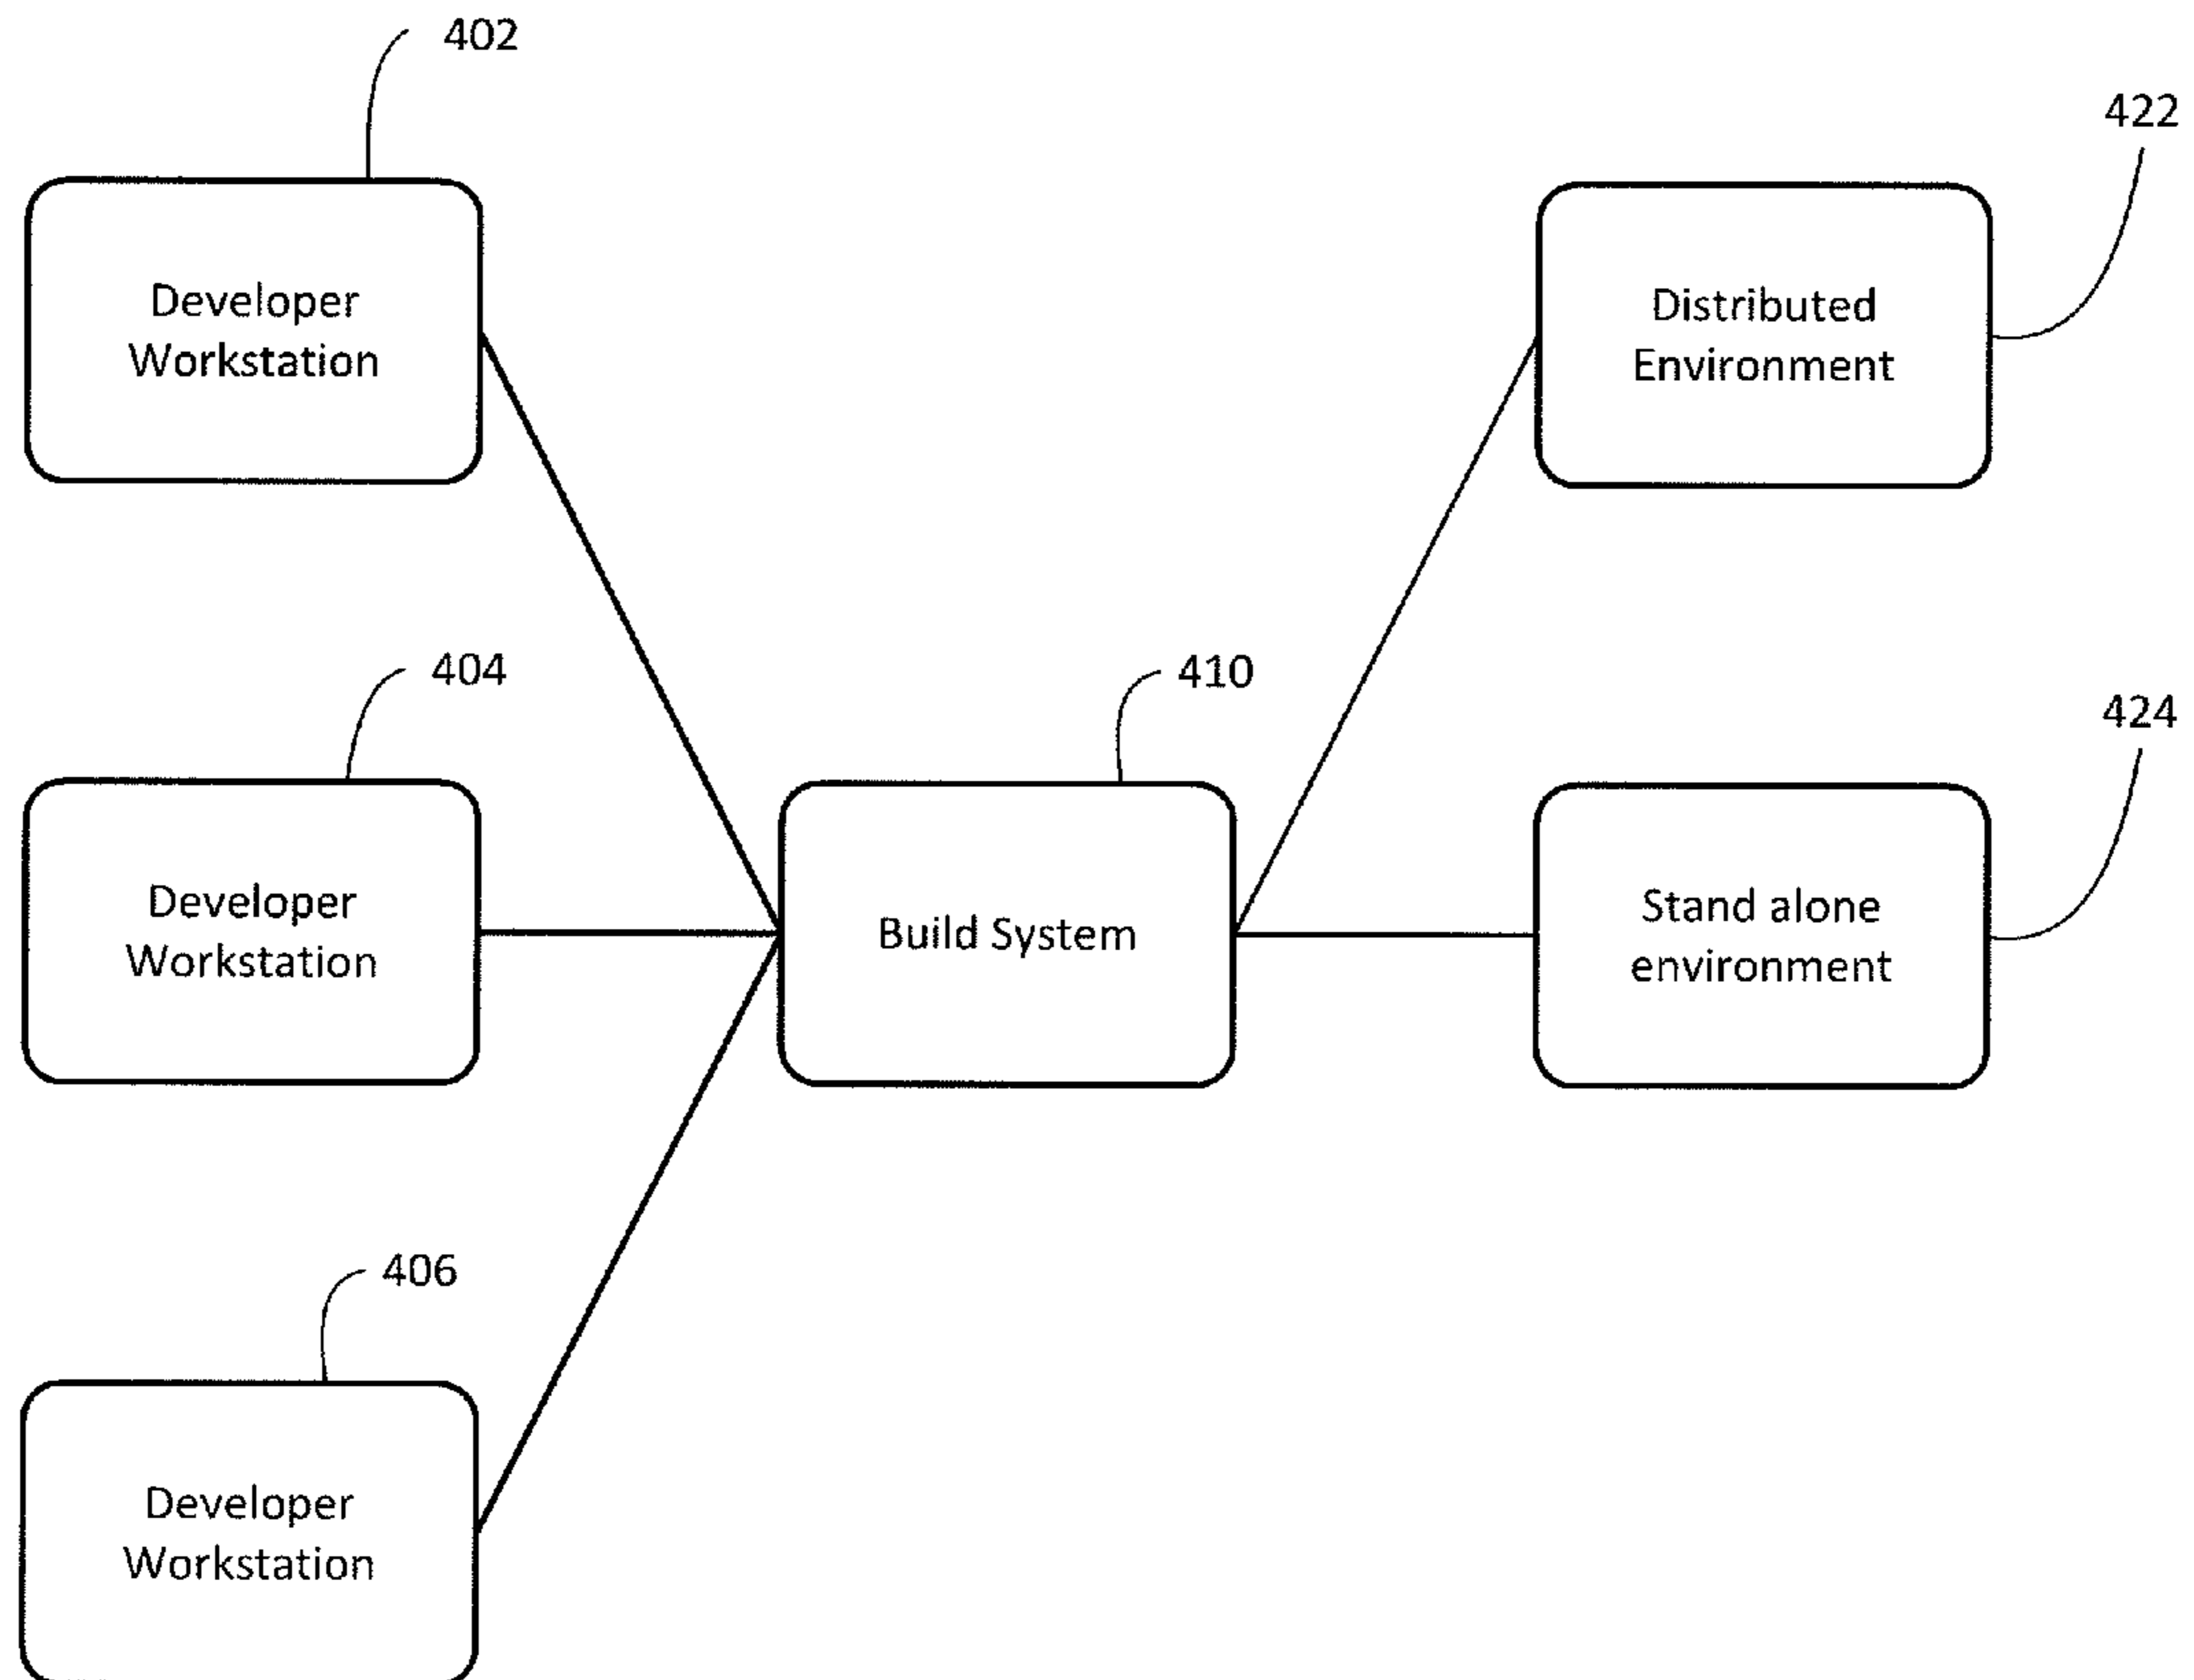 402
422
Developer
Workstation
Distributed
Environment
404
410
424
Developer
Workstation
Build System
Stand alone
environment
406
Developer
Workstation